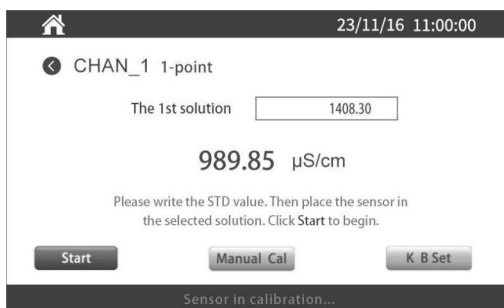 23/11/16 11:00:00
CHAN_1 1-point
The 1st solution 1408.30
989.85 μS/cm
Please write the STD value. Then place the sensor in
the selected solution. Click Start to begin.
Start Manual Cal K B Set
Sensor in calibration...